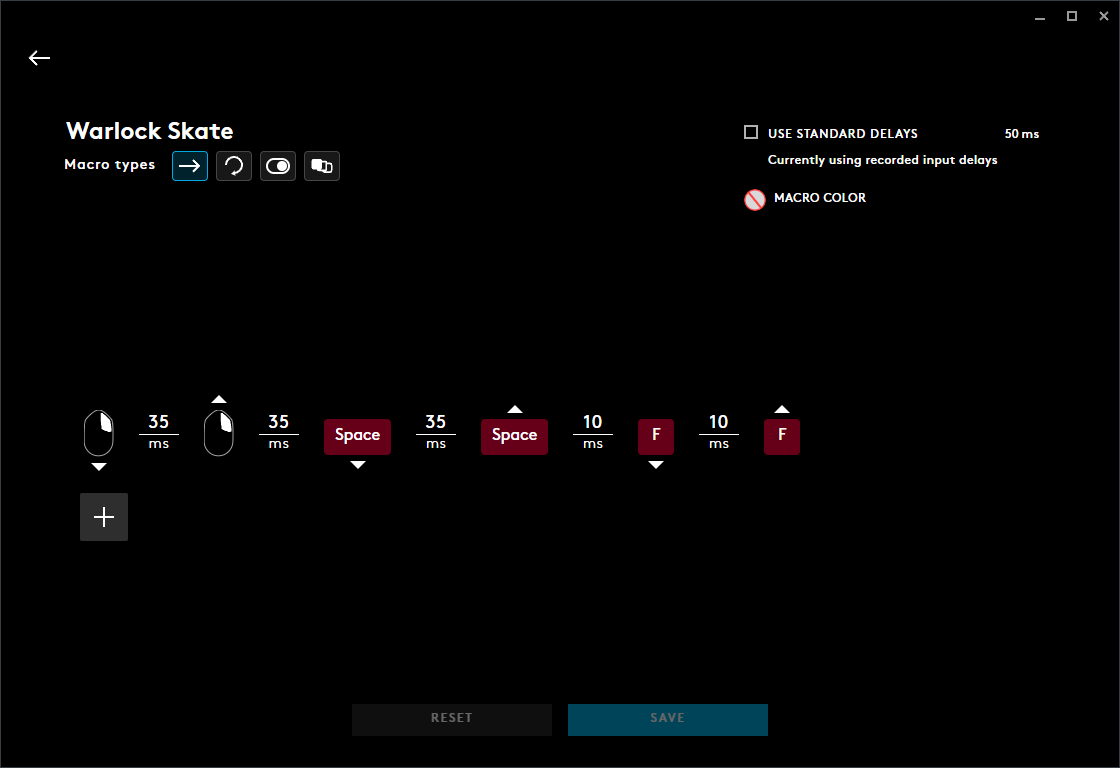 Warlock Skate
Macro types
USE STANDARD DELAYS 50 ms
Currently using recorded input delays
MACRO COLOR
35 ms 35 ms Space 35 ms Space 10 ms F 10 ms F
RESET SAVE